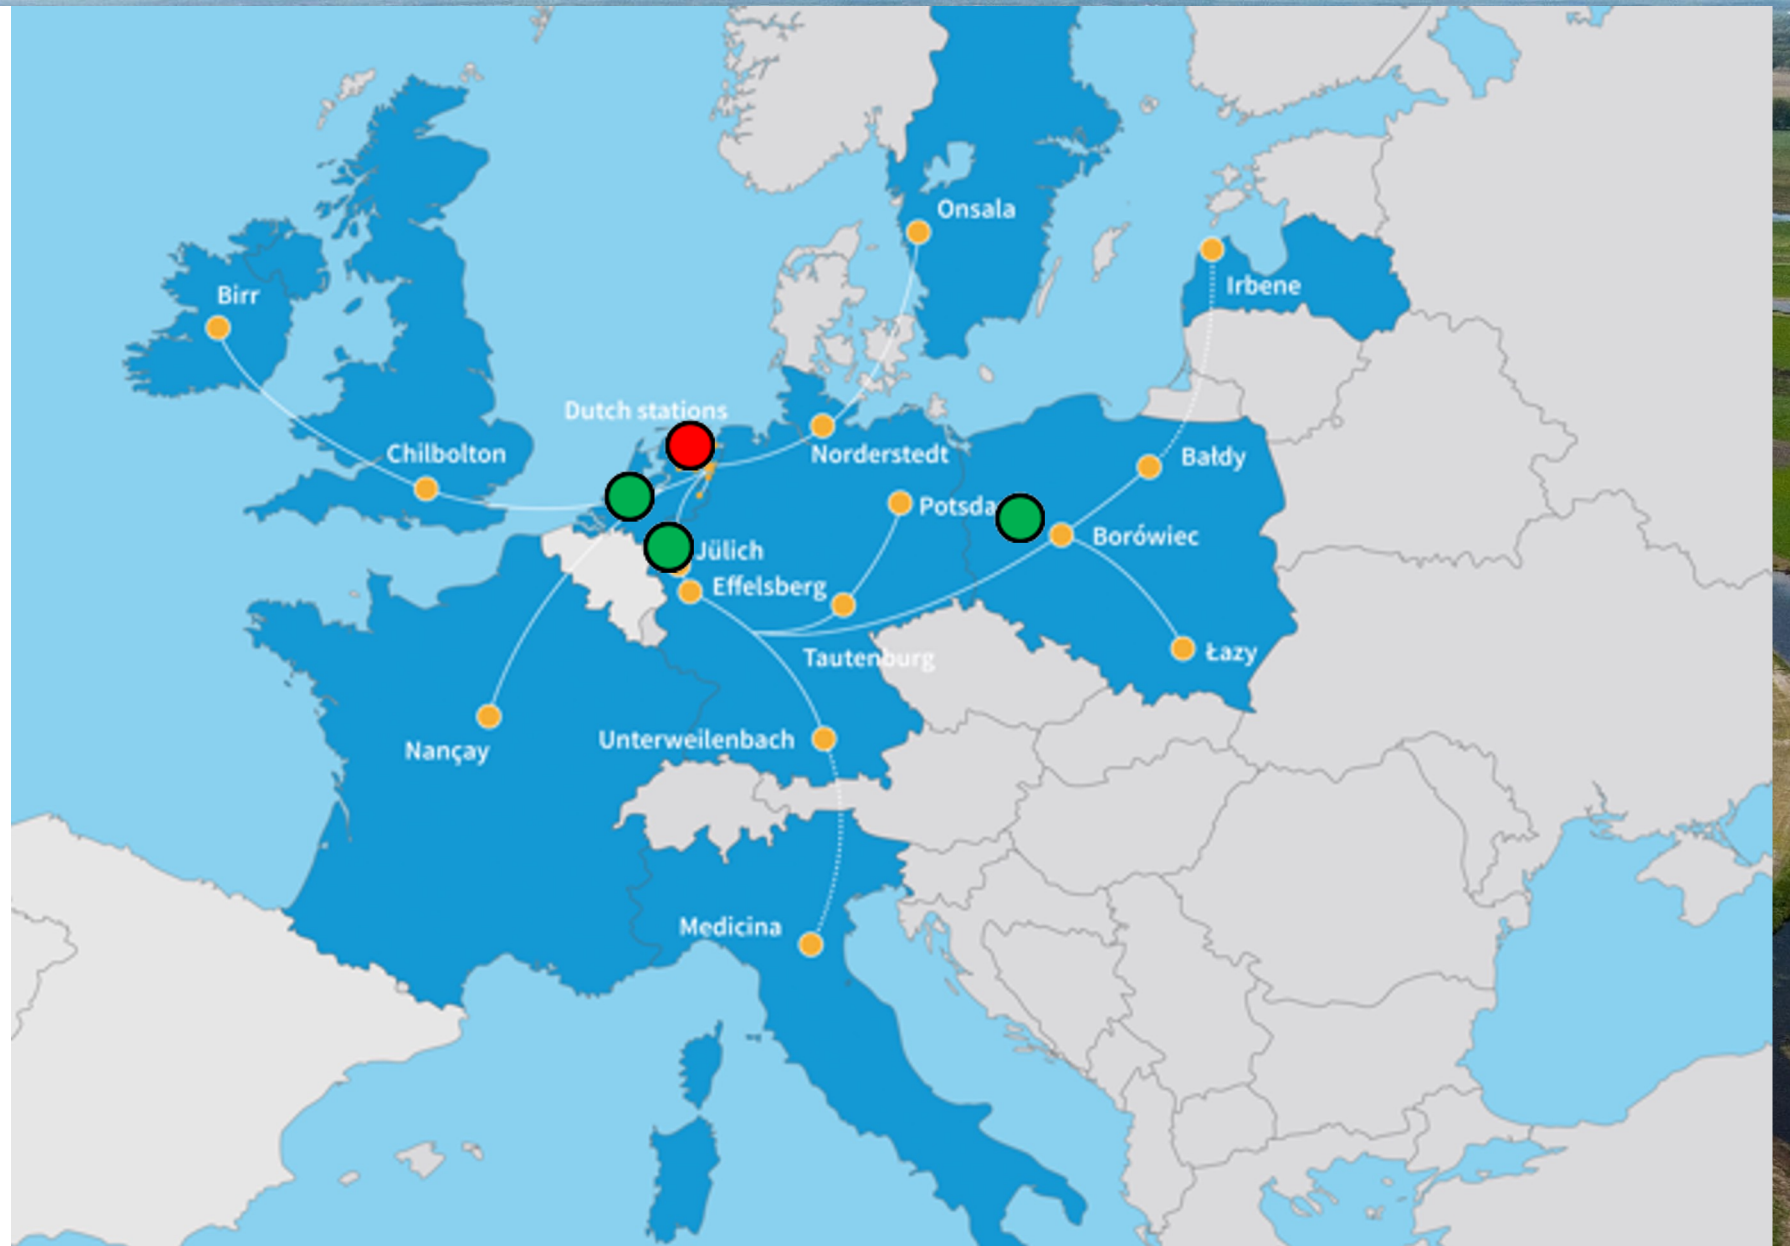 Onsala
Irbene
Birr
Dutch stations
Chilbolton
Norderstedt
Bałdy
Potsda
Borówiec
Jülich
Effelsberg
Tautenburg
Łazy
Unterweilenbach
Nançay
Medicina